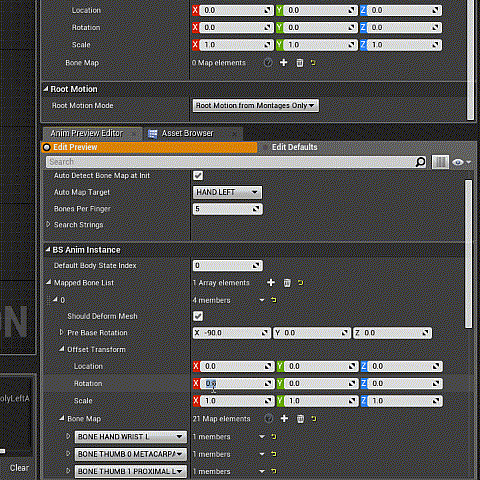 Location X 0.0 Y 0.0 Z 0.0
Rotation X 0.0 Y 0.0 Z 0.0
Scale X 1.0 Y 1.0 Z 1.0
Bone Map 0 Map elements
Root Motion
Root Motion Mode Root Motion from Montages Only
Anim Preview Editor Asset Browser
Edit Preview Edit Defaults
Search
Auto Detect Bone Map at Init
Auto Map Target HAND LEFT
Bones Per Finger 5
Search Strings
BS Anim Instance
Default Body State Index 0
Mapped Bone List 1 Array elements
0 4 members
Should Deform Mesh
Pre Base Rotation X -90.0 Y 0.0 Z 0.0
Offset Transform
Location X 0.0 Y 0.0 Z 0.0
Rotation X 0.0 Y 0.0 Z 0.0
Scale X 1.0 Y 1.0 Z 1.0
Bone Map 21 Map elements
BONE HAND WRIST L 1 members
BONE THUMB 0 METACARPA 1 members
BONE THUMB 1 PROXIMAL L 1 members
ON
olyLeftA
Clear